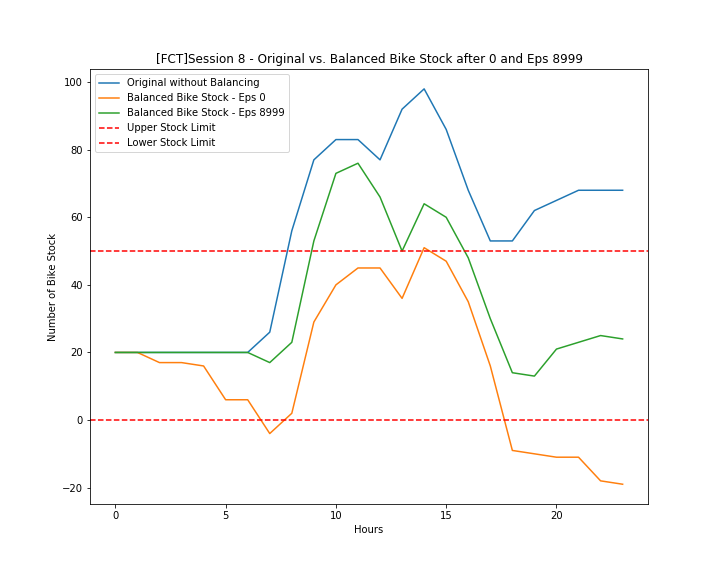 [FCT]Session 8 - Original vs. Balanced Bike Stock after 0 and Eps 8999
Original without Balancing
Balanced Bike Stock - Eps 0
Balanced Bike Stock - Eps 8999
Upper Stock Limit
Lower Stock Limit
Number of Bike Stock
100
80
60
40
20
0
−20
0
5
10
15
20
Hours